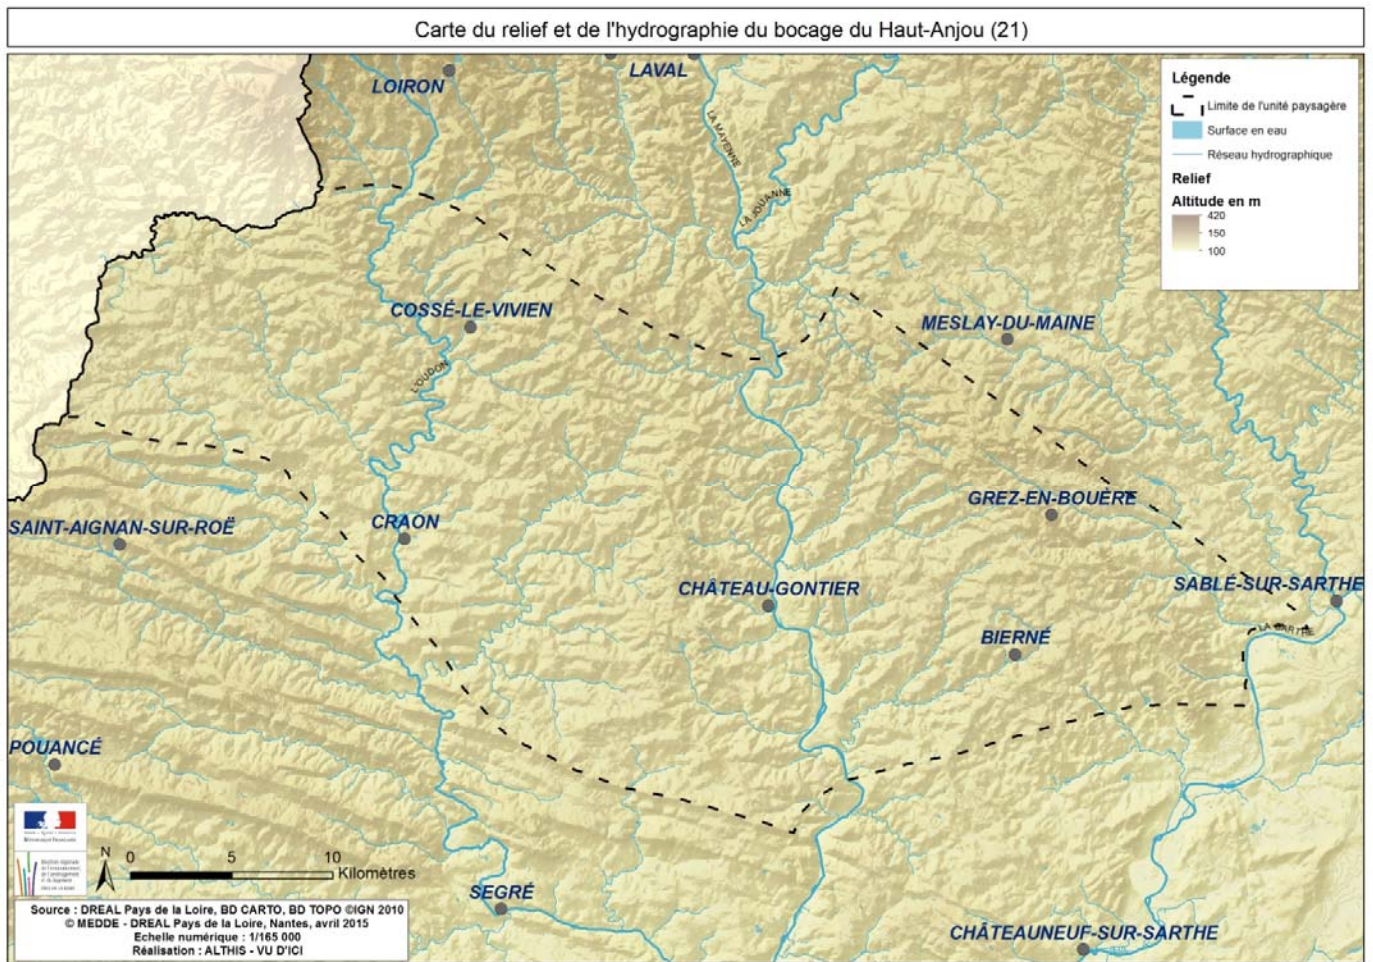 Carte du relief et de l'hydrographie du bocage du Haut-Anjou (21)
LOIRON
LAVAL
LA MAYENNE
LA JOUANNE
Légende
Limite de l'unité paysagère
Surface en eau
Réseau hydrographique
Relief
Altitude en m
420
150
100
COSSÉ-LE-VIVIEN
MESLAY-DU-MAINE
L'OUDON
GREZ-EN-BOUÈRE
SAINT-AIGNAN-SUR-ROË
CRAON
CHÂTEAU-GONTIER
SABLÉ-SUR-SARTHE
LA SARTHE
BIERNÉ
POUANCÉ
RÉPUBLIQUE FRANÇAISE
N
0 5 10
Kilomètres
SEGRÉ
CHÂTEAUNEUF-SUR-SARTHE
Source : DREAL Pays de la Loire, BD CARTO, BD TOPO ©IGN 2010
© MEDDE - DREAL Pays de la Loire, Nantes, avril 2015
Echelle numérique : 1/165 000
Réalisation : ALTHIS - VU D'ICI